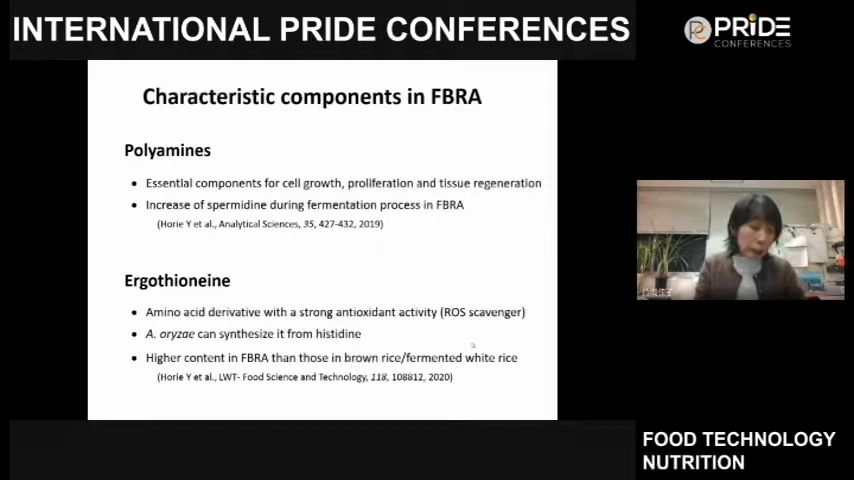 INTERNATIONAL PRIDE CONFERENCES
PRIDE
CONFERENCES
Characteristic components in FBRA
Polyamines
• Essential components for cell growth, proliferation and tissue regeneration
• Increase of spermidine during fermentation process in FBRA
(Horie Y et al., Analytical Sciences, 35, 427-432, 2019)
Ergothioneine
• Amino acid derivative with a strong antioxidant activity (ROS scavenger)
• A. oryzae can synthesize it from histidine
• Higher content in FBRA than those in brown rice/fermented white rice
(Horie Y et al., LWT- Food Science and Technology, 118, 108812, 2020)
FOOD TECHNOLOGY
NUTRITION